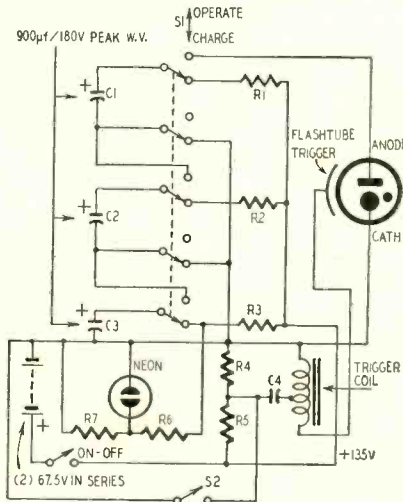 S1
OPERATE
CHARGE
900µf/180V PEAK W.V.
+
C1
R1
FLASHTUBE
TRIGGER
ANODE
CATH
+
C2
R2
+
C3
R3
NEON
R4
C4
TRIGGER
COIL
R7
R6
R5
+
ON-OFF
+135V
(2) 67.5V IN SERIES
S2